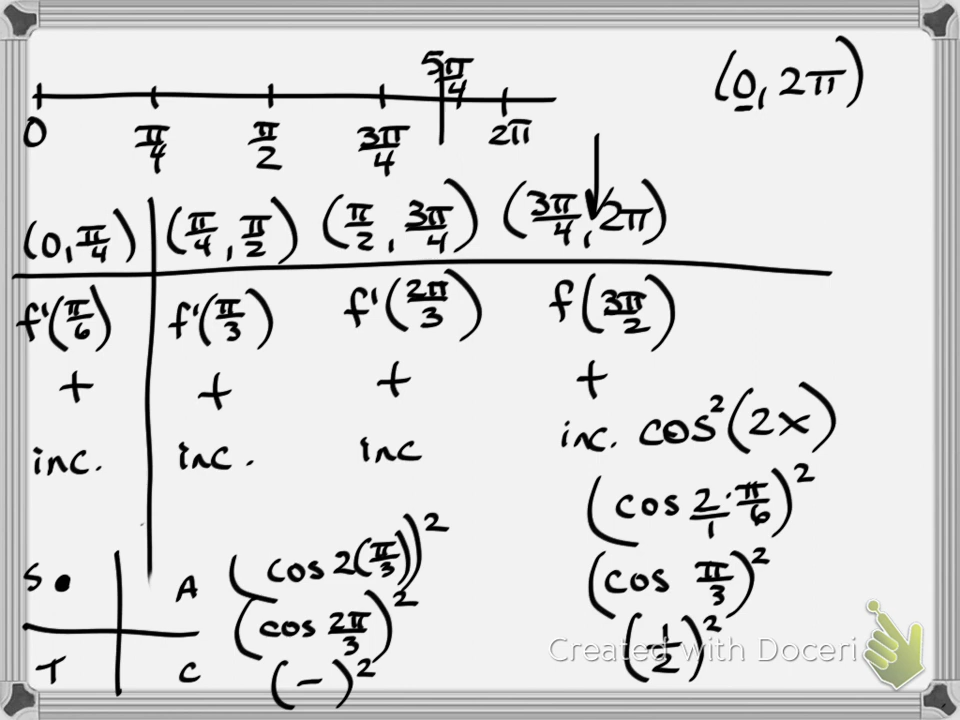 5π/4
(0, 2π)
0 π/4 π/2 3π/4 2π
(0, π/4) (π/4, π/2) (π/2, 3π/4) (3π/4, 2π)
f'(π/6) f'(π/3) f'(2π/3) f(3π/2)
+ + + +
inc. inc. inc inc. cos²(2x)
(cos 2/1 · π/6)²
(cos 2(π/3))²
S A (cos π/3)²
(cos 2π/3)²
(1/2)²
T C (−)²
Created with Doceri